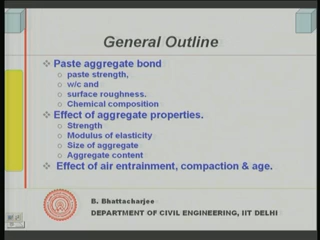 General Outline
Paste aggregate bond
paste strength,
w/c and
surface roughness.
Chemical composition
Effect of aggregate properties.
Strength
Modulus of elasticity
Size of aggregate
Aggregate content
Effect of air entrainment, compaction & age.
B. Bhattacharjee
DEPARTMENT OF CIVIL ENGINEERING, IIT DELHI